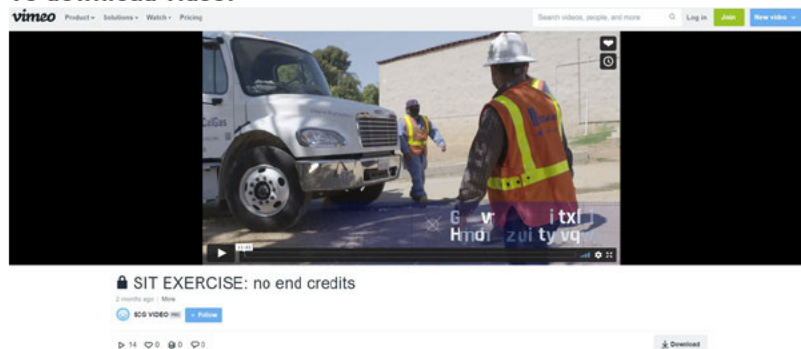 To download video:
vimeo Product Solutions Watch Pricing Search videos, people, and more Log in Join New video
SIT EXERCISE: no end credits
2 months ago More
SCG VIDEO PRO + Follow
14 0 0 0 Download